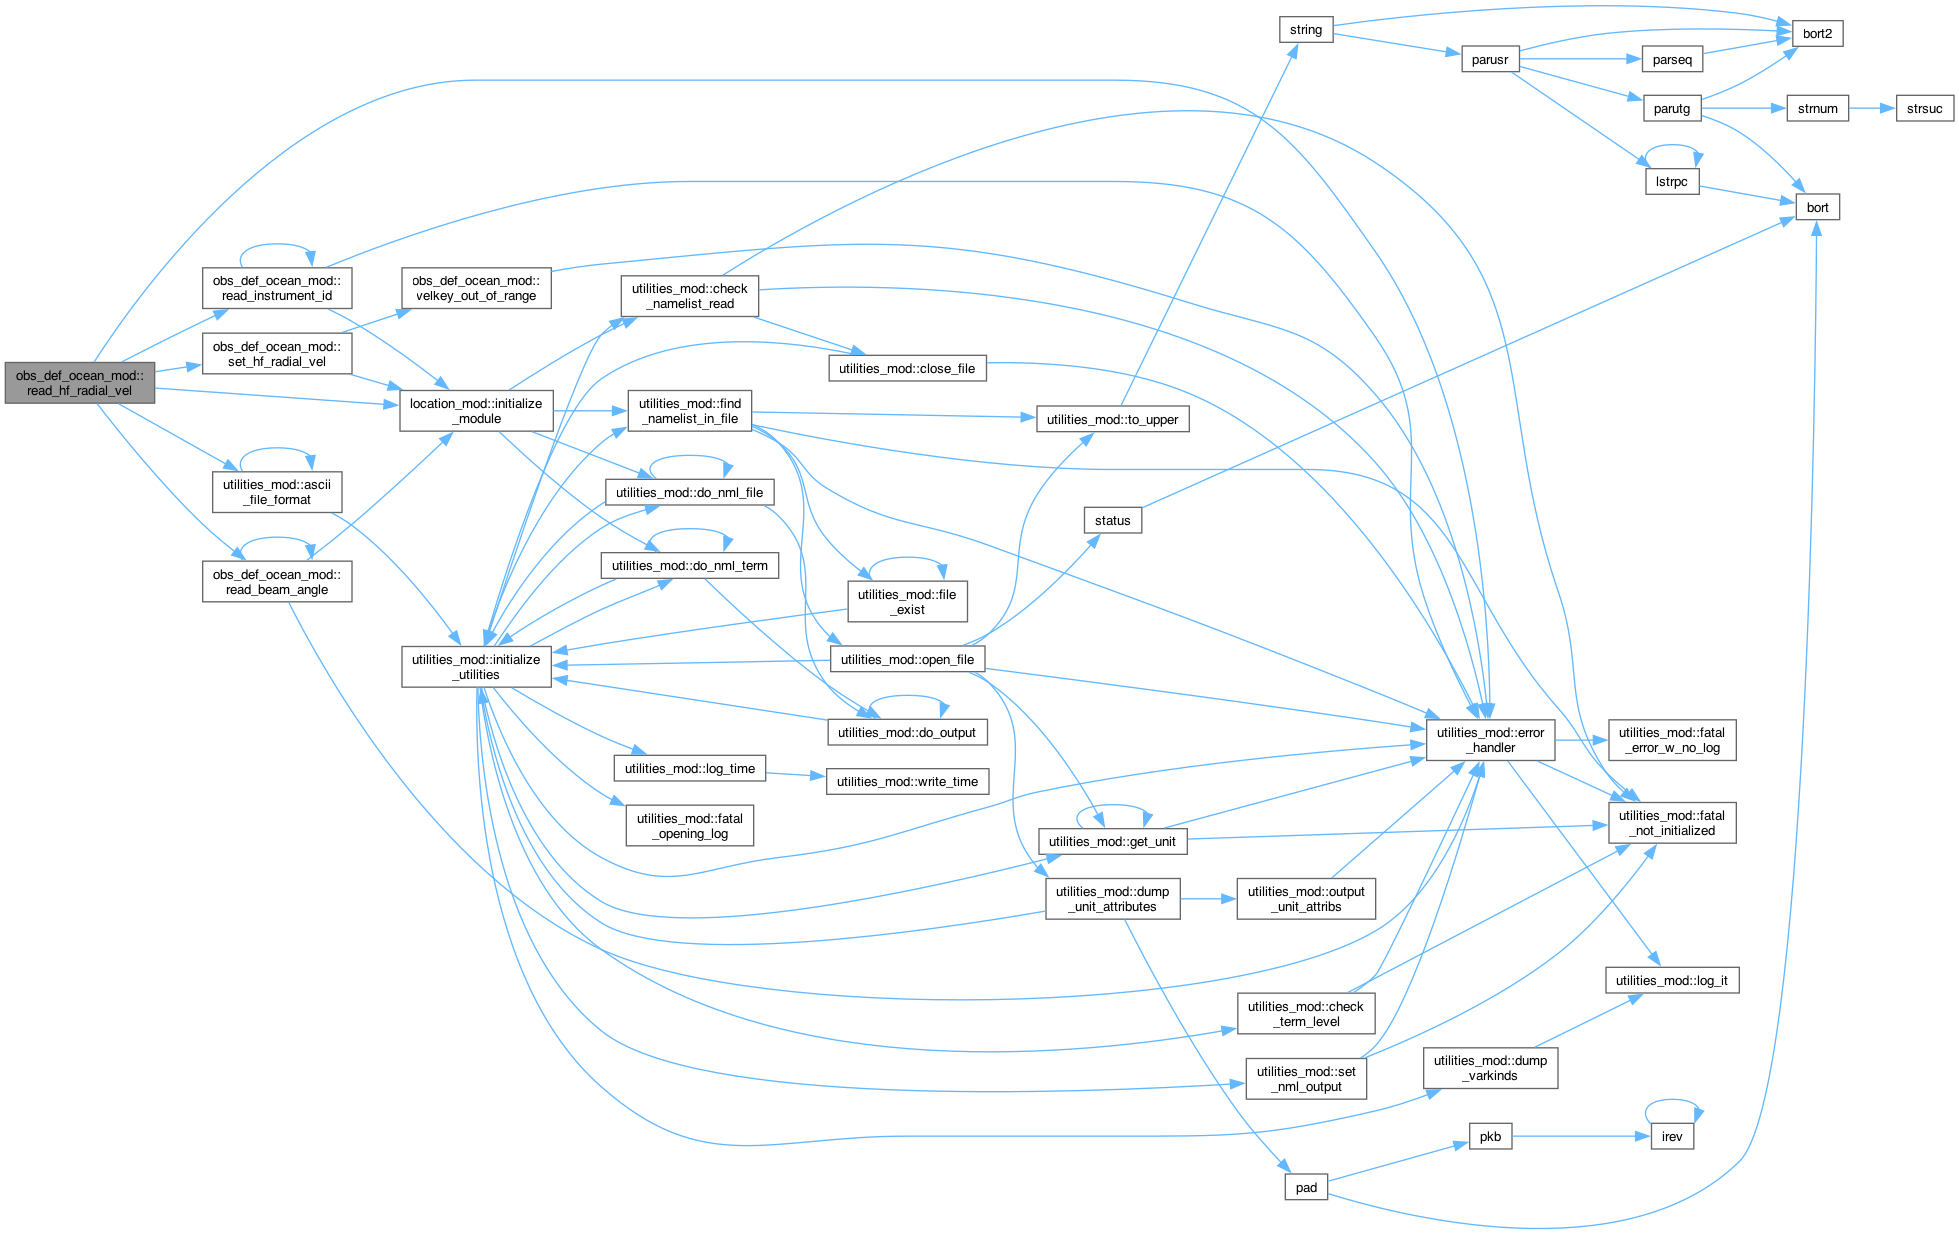 obs_def_ocean_mod::
read_hf_radial_vel
obs_def_ocean_mod::
read_instrument_id
obs_def_ocean_mod::
set_hf_radial_vel
utilities_mod::ascii
_file_format
obs_def_ocean_mod::
read_beam_angle
obs_def_ocean_mod::
velkey_out_of_range
location_mod::initialize
_module
utilities_mod::initialize
_utilities
utilities_mod::check
_namelist_read
utilities_mod::find
_namelist_in_file
utilities_mod::do_nml_file
utilities_mod::do_nml_term
utilities_mod::log_time
utilities_mod::fatal
_opening_log
utilities_mod::close_file
utilities_mod::file
_exist
utilities_mod::open_file
utilities_mod::do_output
utilities_mod::write_time
utilities_mod::to_upper
status
utilities_mod::get_unit
utilities_mod::dump
_unit_attributes
string
utilities_mod::output
_unit_attribs
utilities_mod::check
_term_level
utilities_mod::set
_nml_output
pad
parusr
utilities_mod::error
_handler
utilities_mod::dump
_varkinds
pkb
parseq
parutg
lstrpc
utilities_mod::fatal
_error_w_no_log
utilities_mod::fatal
_not_initialized
utilities_mod::log_it
irev
bort2
strnum
bort
strsuc